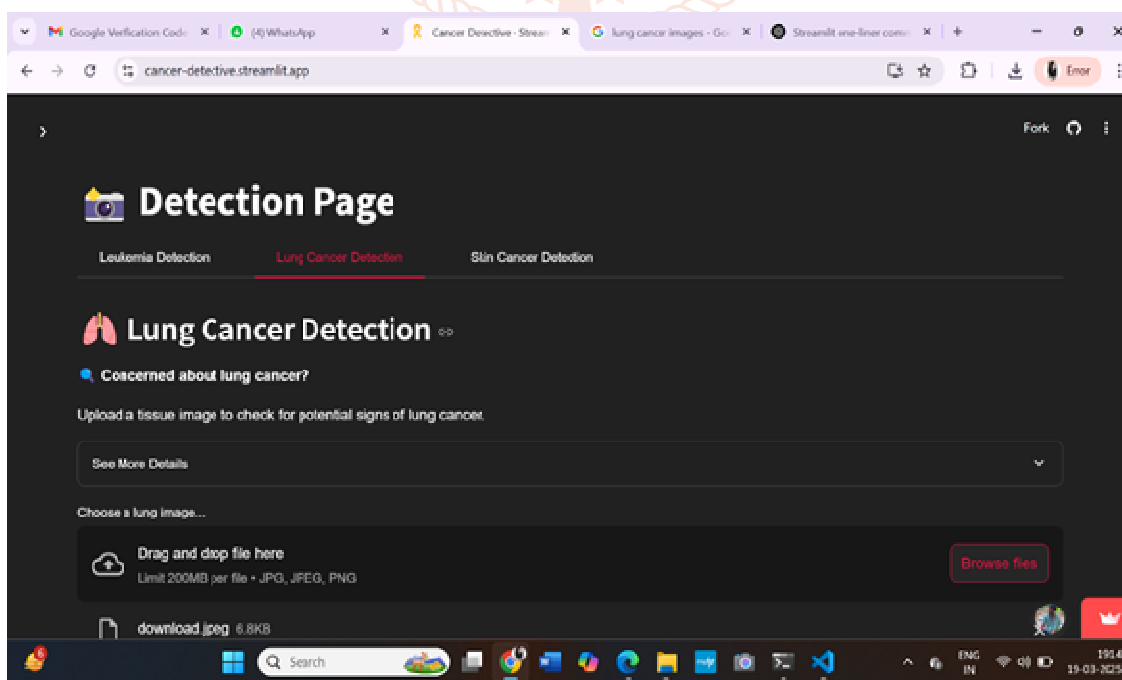 Google Verification Code
(4) WhatsApp
Cancer Detective - Stream
lung cancer images - Goo
Streamlit one-liner comm
cancer-detective.streamlit.app
Error
Fork
Detection Page
Leukemia Detection
Lung Cancer Detection
Skin Cancer Detection
Lung Cancer Detection
Concerned about lung cancer?
Upload a tissue image to check for potential signs of lung cancer.
See More Details
Choose a lung image...
Drag and drop file here
Limit 200MB per file • JPG, JPEG, PNG
Browse files
download.jpeg 6.8KB
Search
ENG
IN
19:14
19-03-2025